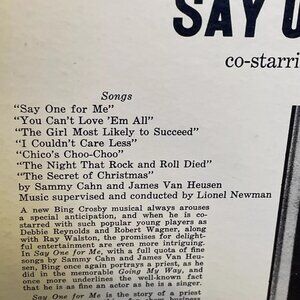 SAY O
co-starri
Songs
"Say One for Me"
"You Can't Love 'Em All"
"The Girl Most Likely to Succeed"
"I Couldn't Care Less"
"Chico's Choo-Choo"
"The Night That Rock and Roll Died"
"The Secret of Christmas"
by Sammy Cahn and James Van Heusen
Music supervised and conducted by Lionel Newman
A new Bing Crosby musical always arouses
a special anticipation, and when he is co-
starred with such popular young players as
Debbie Reynolds and Robert Wagner, along
with Ray Walston, the promises for delight-
ful entertainment are even more intriguing.
In Say One for Me, with a full quota of fine
songs by Sammy Cahn and James Van Heu-
sen, Bing once again portrays a priest, as he
did in the memorable Going My Way, and
once more underlines the well-known fact
that he is as fine an actor as he is a singer.
Say One for Me is the story of a priest
business